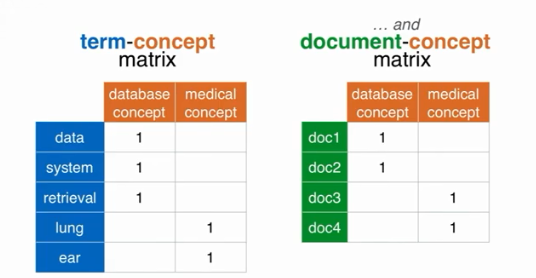 term-concept
matrix
database concept medical concept
data 1
system 1
retrieval 1
lung 1
ear 1
... and
document-concept
matrix
database concept medical concept
doc1 1
doc2 1
doc3 1
doc4 1